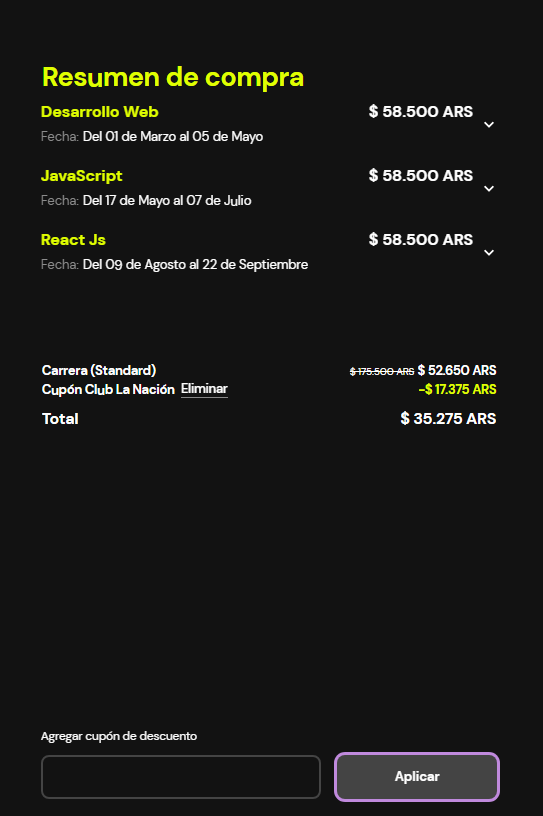 Resumen de compra
Desarrollo Web $ 58.500 ARS
Fecha: Del 01 de Marzo al 05 de Mayo
JavaScript $ 58.500 ARS
Fecha: Del 17 de Mayo al 07 de Julio
React Js $ 58.500 ARS
Fecha: Del 09 de Agosto al 22 de Septiembre
Carrera (Standard) $ 175.500 ARS $ 52.650 ARS
Cupón Club La Nación Eliminar -$ 17.375 ARS
Total $ 35.275 ARS
Agregar cupón de descuento
Aplicar